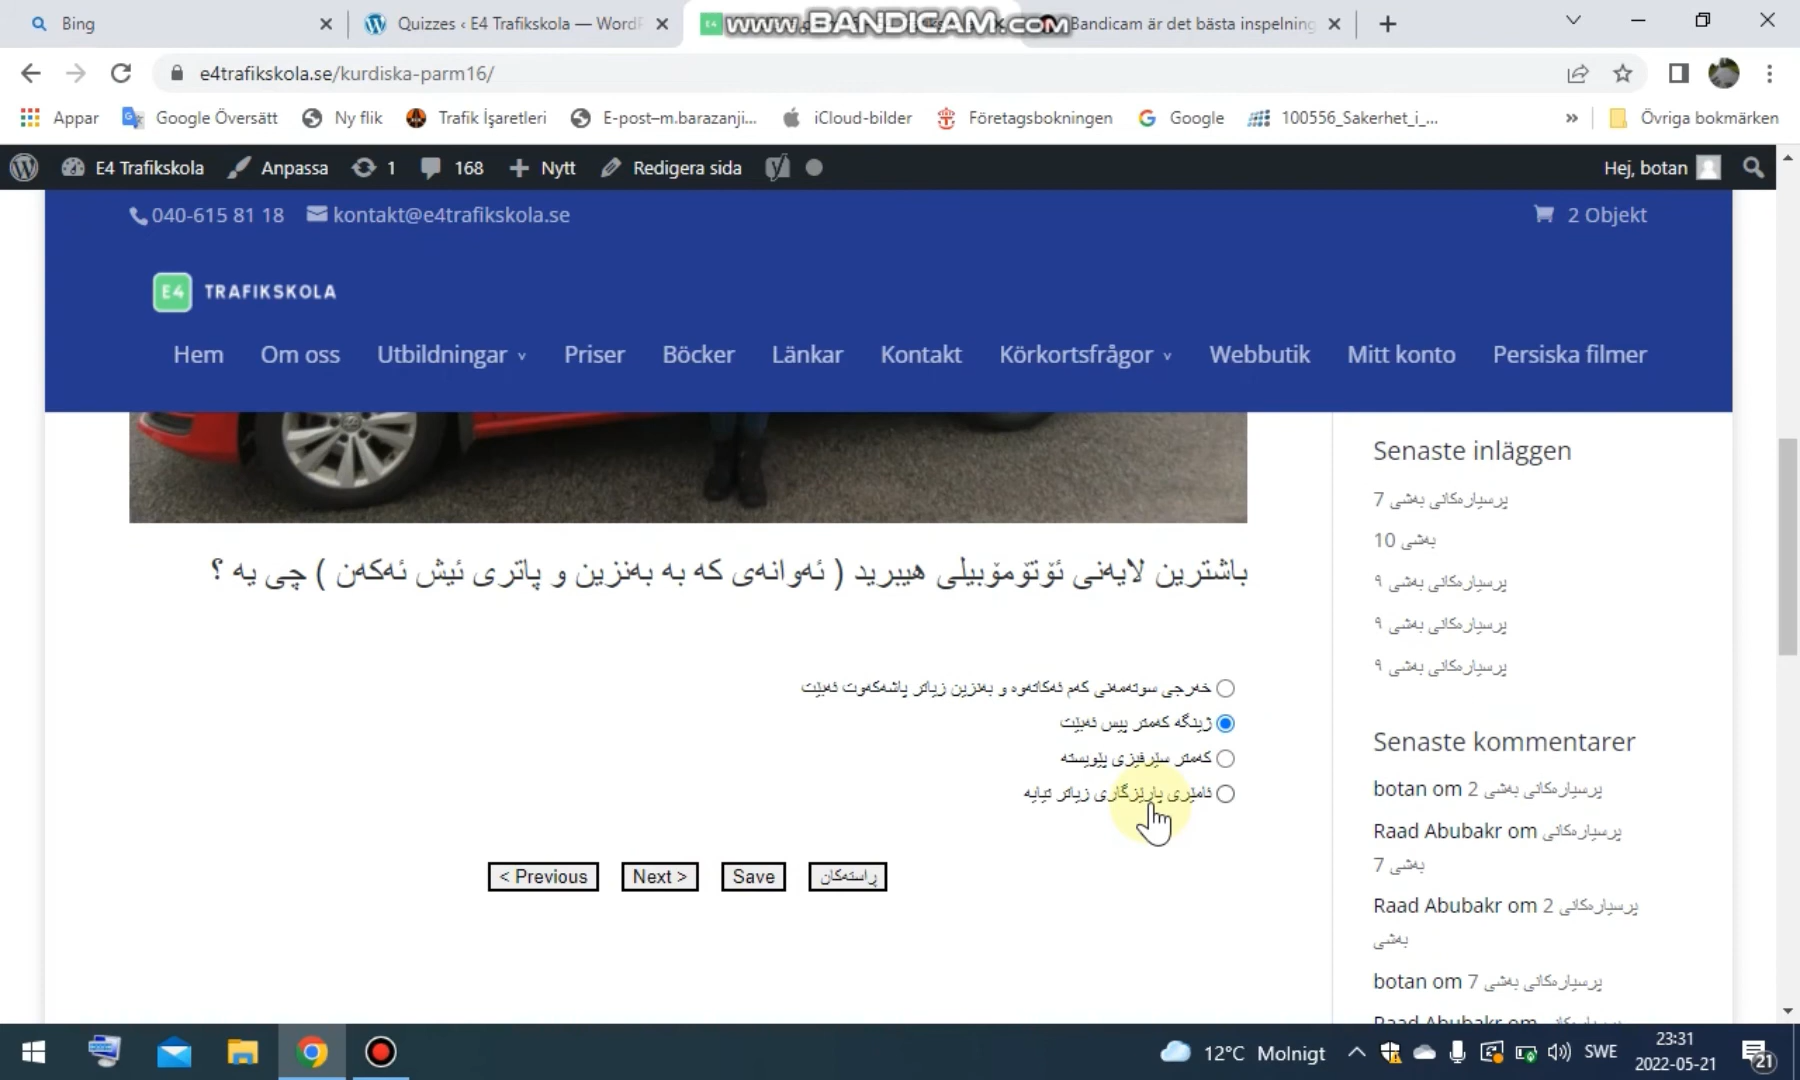 Bing
Quizzes ‹ E4 Trafikskola — WordP
www.BANDICAM.com
Bandicam är det bästa inspelning
e4trafikskola.se/kurdiska-parm16/
Appar
Google Översätt
Ny flik
Trafik İşaretleri
E-post–m.barazanji...
iCloud-bilder
Företagsbokningen
Google
100556_Sakerhet_i_...
»
Övriga bokmärken
E4 Trafikskola
Anpassa
1
168
Nytt
Redigera sida
Hej, botan
040-615 81 18
kontakt@e4trafikskola.se
2 Objekt
E4 TRAFIKSKOLA
Hem
Om oss
Utbildningar
Priser
Böcker
Länkar
Kontakt
Körkortsfrågor
Webbutik
Mitt konto
Persiska filmer
باشترین لایەنی ئۆتۆمۆبیلی هیبرید ( ئەوانەی کە بە بەنزین و پاتری ئیش ئەکەن ) چی یە ؟
خەرجی سوتەمەنی کەم ئەکاتەوە و بەنزین زیاتر پاشەکەوت ئەبێت
ژینگە کەمتر پیس ئەبێت
کەمتر سێرفیزی پێویستە
ئامێری پارێزگاری زیاتر تیایە
< Previous
Next >
Save
ڕاستەکان
Senaste inläggen
پرسیارەکانی بەشی 7
بەشی 10
پرسیارەکانی بەشی ٩
پرسیارەکانی بەشی ٩
پرسیارەکانی بەشی ٩
Senaste kommentarer
botan om پرسیارەکانی بەشی 2
Raad Abubakr om پرسیارەکانی
بەشی 7
Raad Abubakr om پرسیارەکانی 2
بەشی
botan om پرسیارەکانی بەشی 7
Raad Abubakr om
12°C Molnigt
SWE
23:31
2022-05-21
21